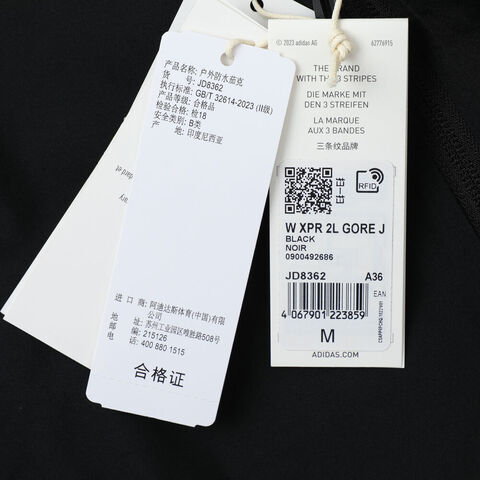 产品名称: 户外防水茄克
货 号: JD8362
执行标准: GB/T 32614-2023 (II级)
产品等级: 合格品
检验合格: 检18
安全类别: B类
产 地: 印度尼西亚
进 口 商: 阿迪达斯体育(中国)有限
公司
地 址: 苏州工业园区唯胜路508号
邮 编: 215126
电 话: 400 880 1515
合格证
© 2023 adidas AG 62776915
THE BRAND
WITH THE 3 STRIPES
DIE MARKE MIT
DEN 3 STREIFEN
LA MARQUE
AUX 3 BANDES
三条纹品牌
RFID
W XPR 2L GORE J
BLACK
NOIR
0900492686
JD8362 A36
EAN
4 067901 223859
M
ADIDAS.COM